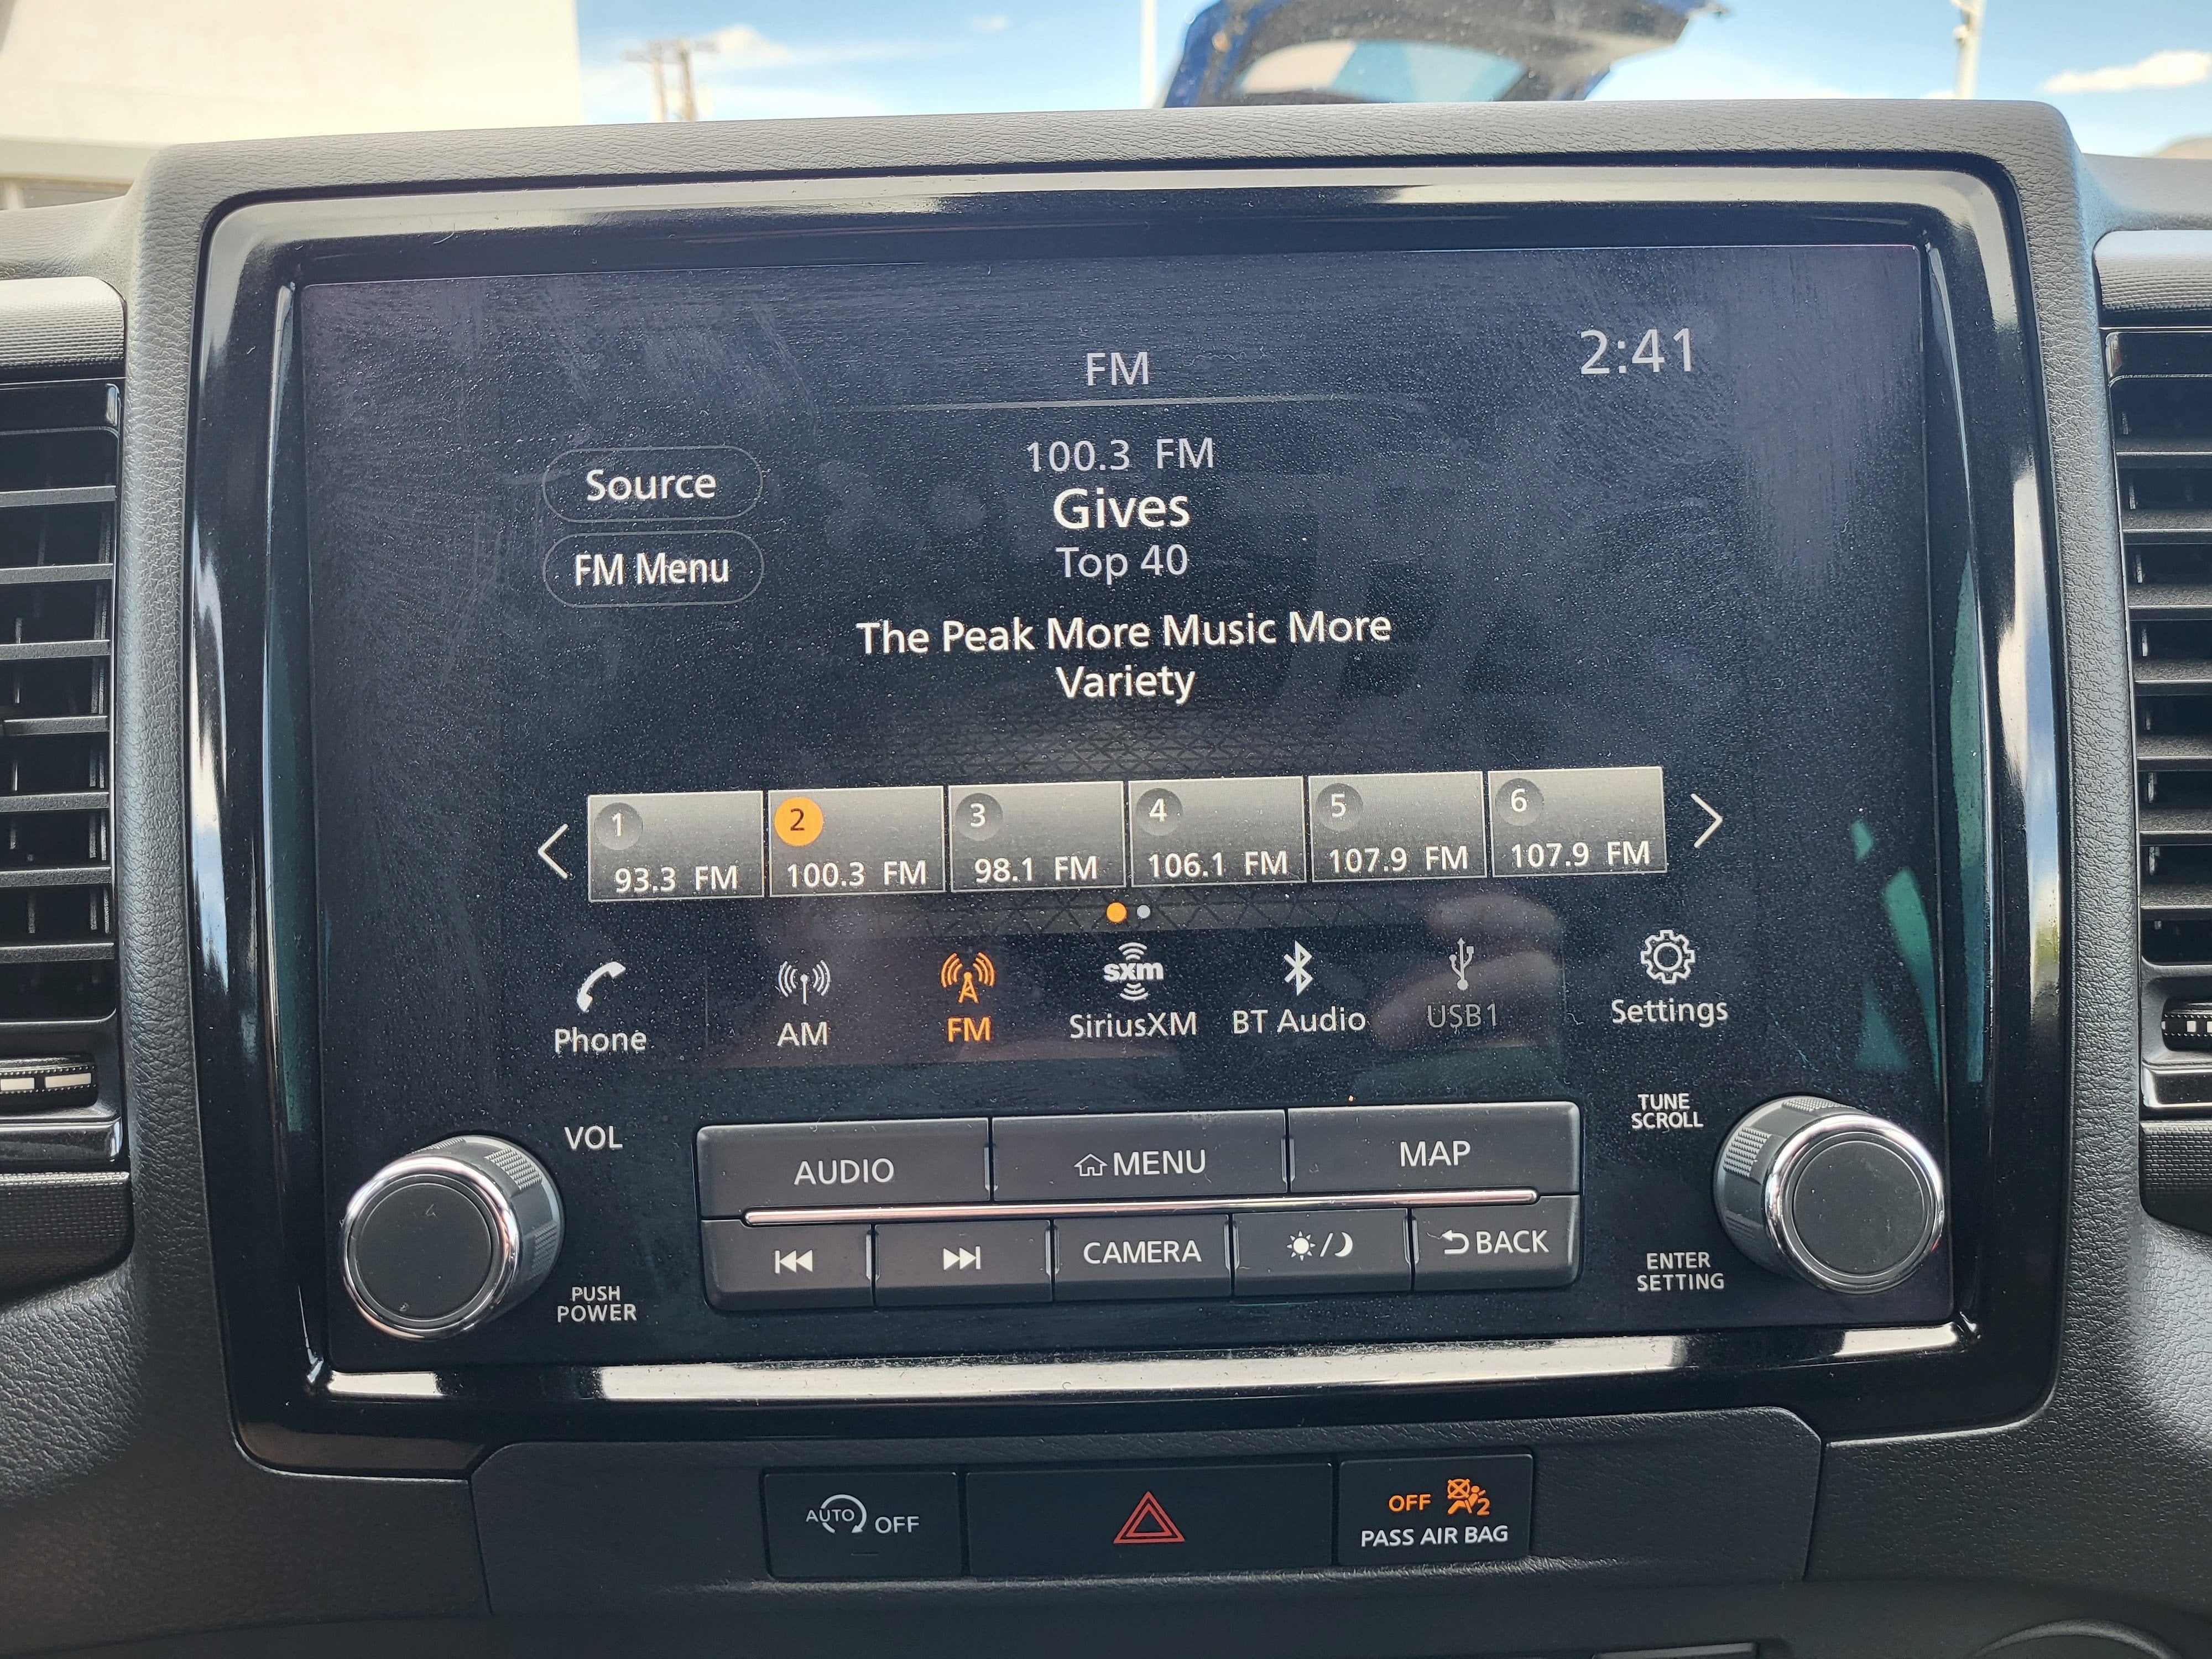 FM
2:41
Source
FM Menu
100.3 FM
Gives
Top 40
The Peak More Music More
Variety
1
93.3 FM
2
100.3 FM
3
98.1 FM
4
106.1 FM
5
107.9 FM
6
107.9 FM
Phone
AM
FM
sxm
SiriusXM
BT Audio
USB1
Settings
VOL
PUSH
POWER
AUDIO
MENU
MAP
CAMERA
BACK
TUNE
SCROLL
ENTER
SETTING
AUTO OFF
OFF 2
PASS AIR BAG